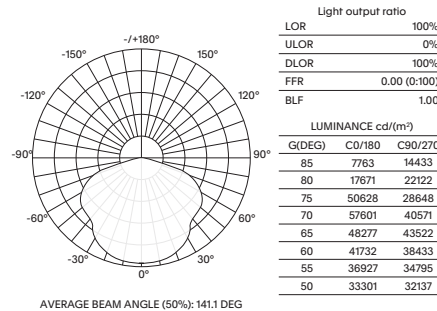 -/+180°
-150° 150°
-120° 120°
-90° 90°
-60° 60°
-30° 30°
0°
AVERAGE BEAM ANGLE (50%): 141.1 DEG
Light output ratio
LOR 100%
ULOR 0%
DLOR 100%
FFR 0.00 (0:100)
BLF 1.00
LUMINANCE cd/(m²)
G(DEG) C0/180 C90/270
85 7763 14433
80 17671 22122
75 50628 28648
70 57601 40571
65 48277 43522
60 41732 38433
55 36927 34795
50 33301 32137